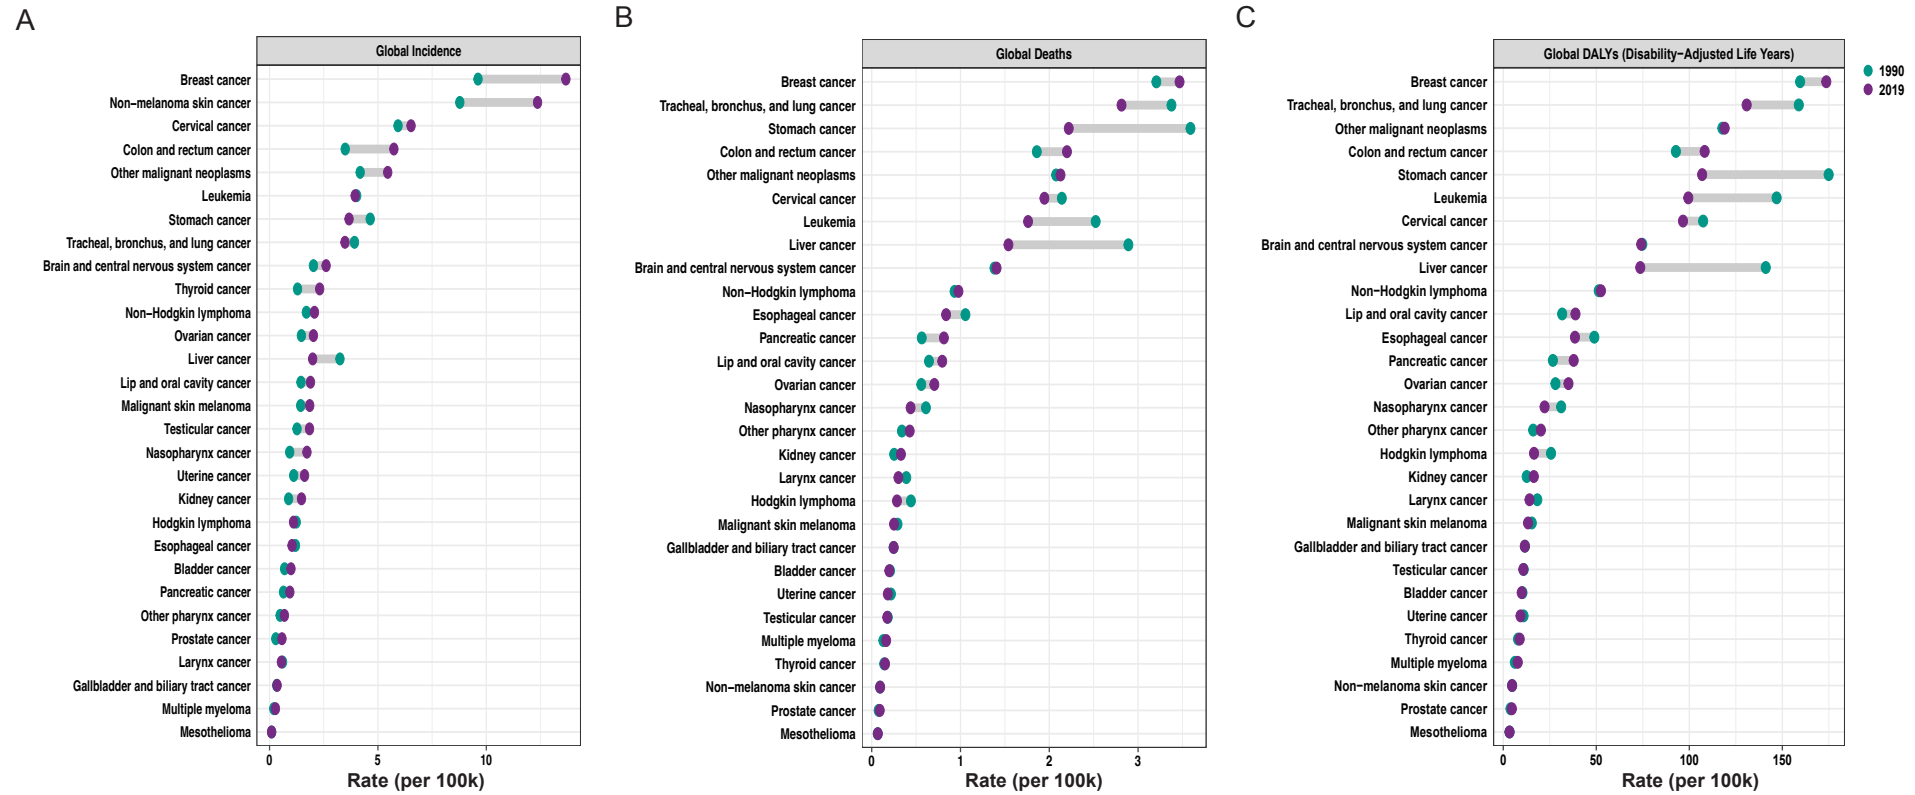 A
Global Incidence
Breast cancer
Non−melanoma skin cancer
Cervical cancer
Colon and rectum cancer
Other malignant neoplasms
Leukemia
Stomach cancer
Tracheal, bronchus, and lung cancer
Brain and central nervous system cancer
Thyroid cancer
Non−Hodgkin lymphoma
Ovarian cancer
Liver cancer
Lip and oral cavity cancer
Malignant skin melanoma
Testicular cancer
Nasopharynx cancer
Uterine cancer
Kidney cancer
Hodgkin lymphoma
Esophageal cancer
Bladder cancer
Pancreatic cancer
Other pharynx cancer
Prostate cancer
Larynx cancer
Gallbladder and biliary tract cancer
Multiple myeloma
Mesothelioma
0 5 10
Rate (per 100k)
B
Global Deaths
Breast cancer
Tracheal, bronchus, and lung cancer
Stomach cancer
Colon and rectum cancer
Other malignant neoplasms
Cervical cancer
Leukemia
Liver cancer
Brain and central nervous system cancer
Non−Hodgkin lymphoma
Esophageal cancer
Pancreatic cancer
Lip and oral cavity cancer
Ovarian cancer
Nasopharynx cancer
Other pharynx cancer
Kidney cancer
Larynx cancer
Hodgkin lymphoma
Malignant skin melanoma
Gallbladder and biliary tract cancer
Bladder cancer
Uterine cancer
Testicular cancer
Multiple myeloma
Thyroid cancer
Non−melanoma skin cancer
Prostate cancer
Mesothelioma
0 1 2 3
Rate (per 100k)
C
Global DALYs (Disability−Adjusted Life Years)
Breast cancer
Tracheal, bronchus, and lung cancer
Other malignant neoplasms
Colon and rectum cancer
Stomach cancer
Leukemia
Cervical cancer
Brain and central nervous system cancer
Liver cancer
Non−Hodgkin lymphoma
Lip and oral cavity cancer
Esophageal cancer
Pancreatic cancer
Ovarian cancer
Nasopharynx cancer
Other pharynx cancer
Hodgkin lymphoma
Kidney cancer
Larynx cancer
Malignant skin melanoma
Gallbladder and biliary tract cancer
Testicular cancer
Bladder cancer
Uterine cancer
Thyroid cancer
Multiple myeloma
Non−melanoma skin cancer
Prostate cancer
Mesothelioma
0 50 100 150
Rate (per 100k)
1990
2019